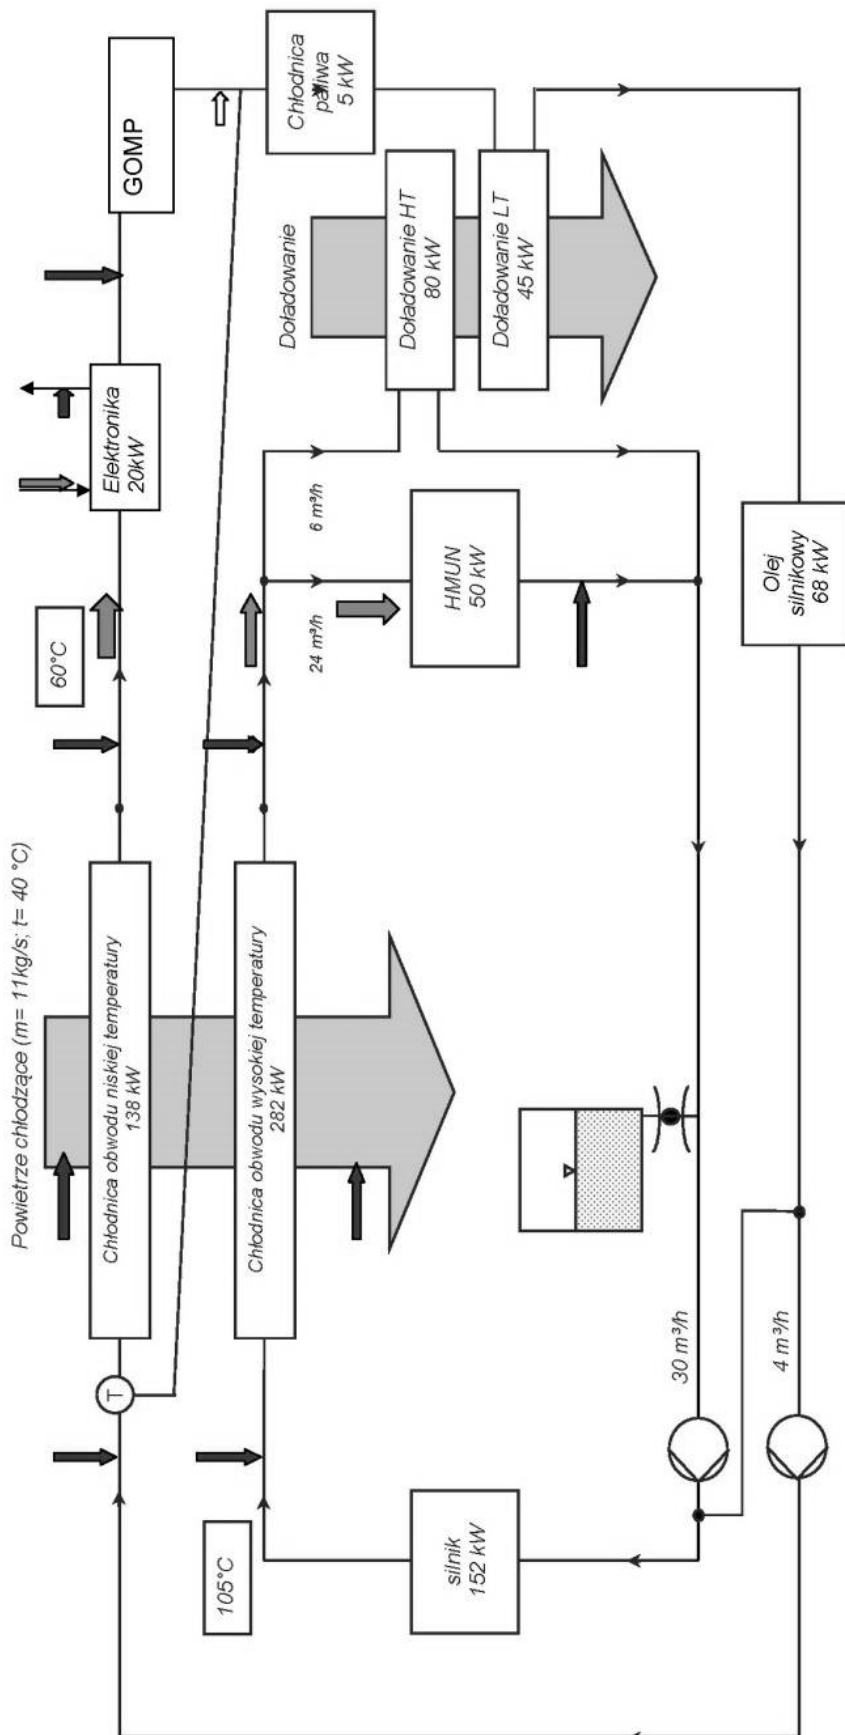 Powietrze chłodzące (m= 11kg/s; t= 40 °C)
T
Chłodnica obwodu niskiej temperatury
138 kW
60°C
Elektronika
20kW
GOMP
105°C
Chłodnica obwodu wysokiej temperatury
282 kW
24 m³/h
6 m³/h
Doładowanie
Chłodnica
paliwa
5 kW
silnik
152 kW
HMUN
50 kW
Doładowanie HT
80 kW
Doładowanie LT
45 kW
30 m³/h
4 m³/h
Olej
silnikowy
68 kW